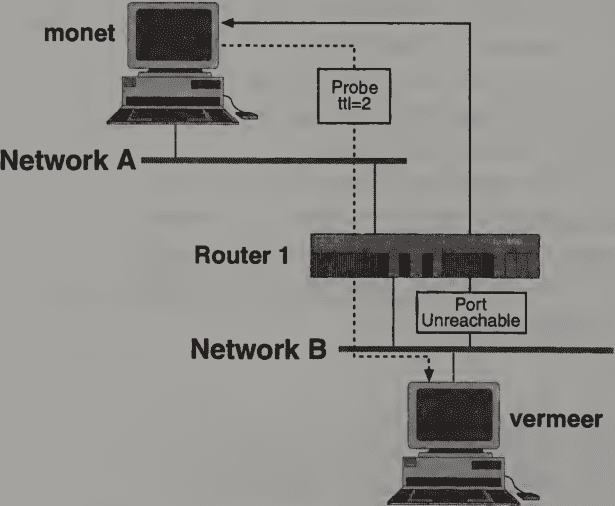 monet
Probe
ttl=2
Network A
Router 1
Port
Unreachable
Network B
vermeer